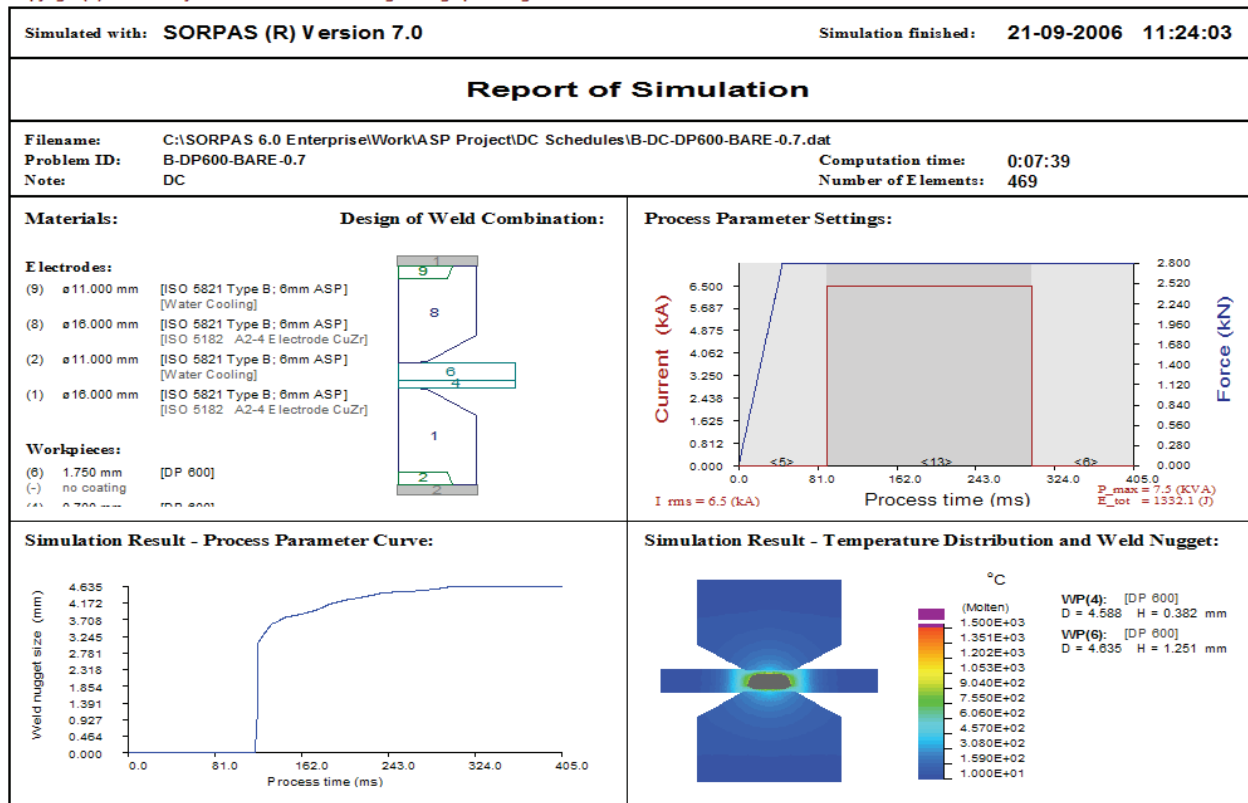 Simulated with: SORPAS (R) Version 7.0 Simulation finished: 21-09-2006 11:24:03
Report of Simulation
Filename: C:\SORPAS 6.0 Enterprise\Work\ASP Project\DC Schedules\B-DC-DP600-BARE-0.7.dat
Problem ID: B-DP600-BARE-0.7 Computation time: 0:07:39
Note: DC Number of Elements: 469
Materials: Design of Weld Combination:
Electrodes:
(9) ø11.000 mm [ISO 5821 Type B; 6mm ASP]
[Water Cooling]
(8) ø16.000 mm [ISO 5821 Type B; 6mm ASP]
[ISO 5182 A2-4 Electrode CuZr]
(2) ø11.000 mm [ISO 5821 Type B; 6mm ASP]
[Water Cooling]
(1) ø16.000 mm [ISO 5821 Type B; 6mm ASP]
[ISO 5182 A2-4 Electrode CuZr]
Workpieces:
(6) 1.750 mm [DP 600]
(-) no coating
(4) 0.700 mm [DP 600]
1
9
8
6
4
1
2
2
Process Parameter Settings:
Current (kA)
6.500
5.687
4.875
4.062
3.250
2.438
1.625
0.812
0.000
2.800
2.520
2.240
1.960
1.680
1.400
1.120
0.840
0.560
0.280
0.000
Force (kN)
<5> <13> <6>
0.0 81.0 162.0 243.0 324.0 405.0
Process time (ms)
I rms = 6.5 (kA)
P_max = 7.5 (KVA)
E_tot = 1332.1 (J)
Simulation Result - Process Parameter Curve:
Weld nugget size (mm)
4.635
4.172
3.708
3.245
2.781
2.318
1.854
1.391
0.927
0.464
0.000
0.0 81.0 162.0 243.0 324.0 405.0
Process time (ms)
Simulation Result - Temperature Distribution and Weld Nugget:
°C
(Molten)
1.500E+03
1.351E+03
1.202E+03
1.053E+03
9.040E+02
7.550E+02
6.060E+02
4.570E+02
3.080E+02
1.590E+02
1.000E+01
WP(4): [DP 600]
D = 4.588 H = 0.382 mm
WP(6): [DP 600]
D = 4.635 H = 1.251 mm